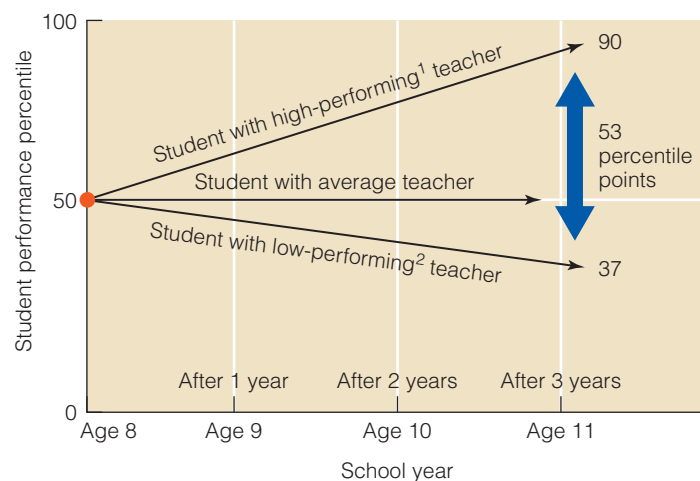 100
90
Student with high-performing¹ teacher
53
percentile
points
Student with average teacher
50
Student with low-performing² teacher
37
Student performance percentile
After 1 year
After 2 years
After 3 years
0
Age 8
Age 9
Age 10
Age 11
School year